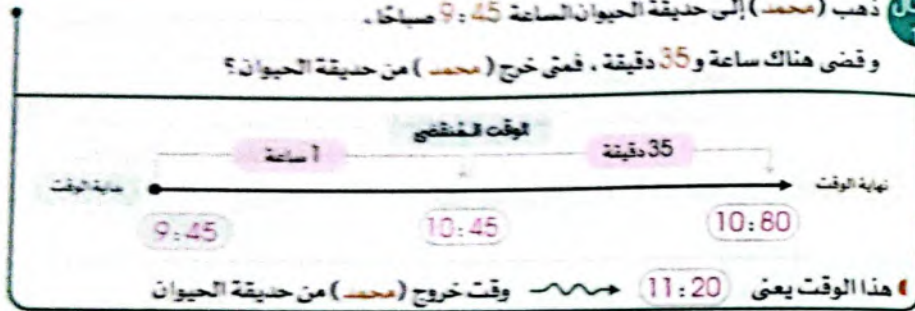 ذهب (محمد) إلى حديقة الحيوان الساعة 9:45 صباحًا.
وقضى هناك ساعة و 35 دقيقة، فمتى خرج (محمد) من حديقة الحيوان؟
الوقت المنقضي
1 ساعة 35 دقيقة
بداية الوقت نهاية الوقت
9:45 10:45 10:80
هذا الوقت يعنى 11:20 وقت خروج (محمد) من حديقة الحيوان